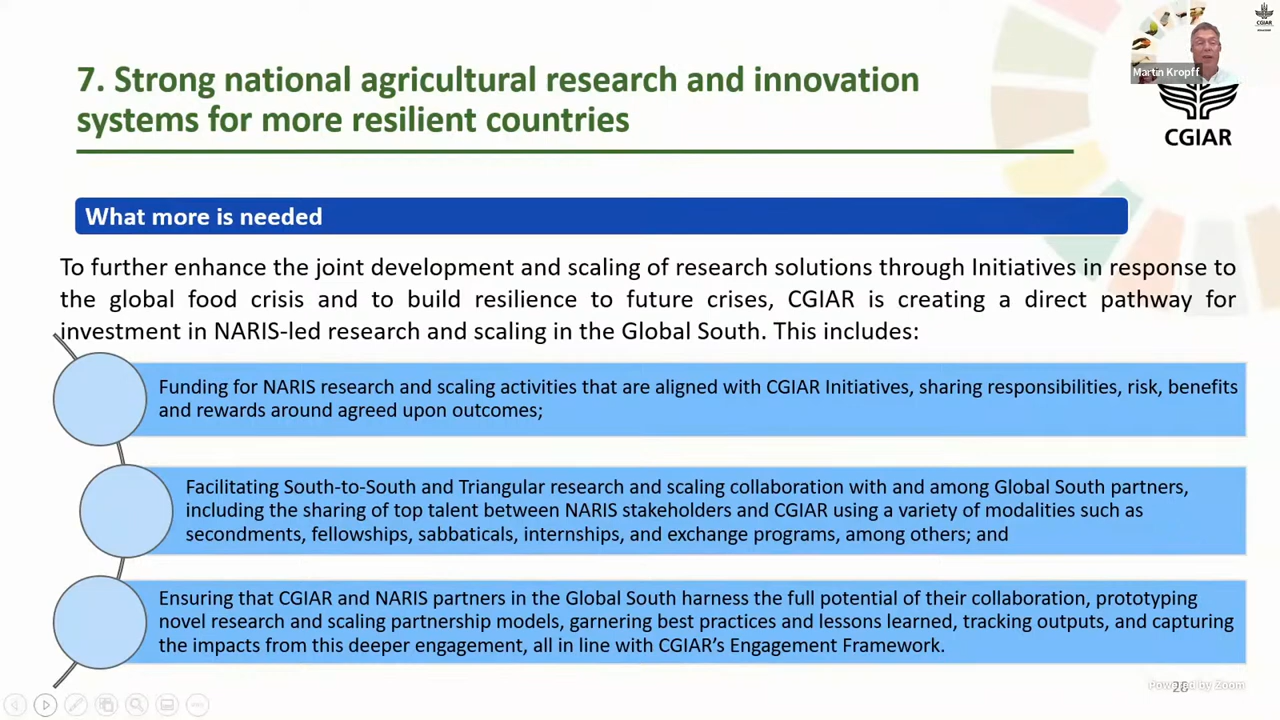 7. Strong national agricultural research and innovation
systems for more resilient countries
Martin Kropff
CGIAR
CGIAR
What more is needed
To further enhance the joint development and scaling of research solutions through Initiatives in response to
the global food crisis and to build resilience to future crises, CGIAR is creating a direct pathway for
investment in NARIS-led research and scaling in the Global South. This includes:
Funding for NARIS research and scaling activities that are aligned with CGIAR Initiatives, sharing responsibilities, risk, benefits
and rewards around agreed upon outcomes;
Facilitating South-to-South and Triangular research and scaling collaboration with and among Global South partners,
including the sharing of top talent between NARIS stakeholders and CGIAR using a variety of modalities such as
secondments, fellowships, sabbaticals, internships, and exchange programs, among others; and
Ensuring that CGIAR and NARIS partners in the Global South harness the full potential of their collaboration, prototyping
novel research and scaling partnership models, garnering best practices and lessons learned, tracking outputs, and capturing
the impacts from this deeper engagement, all in line with CGIAR's Engagement Framework.
Powered by Zoom
28